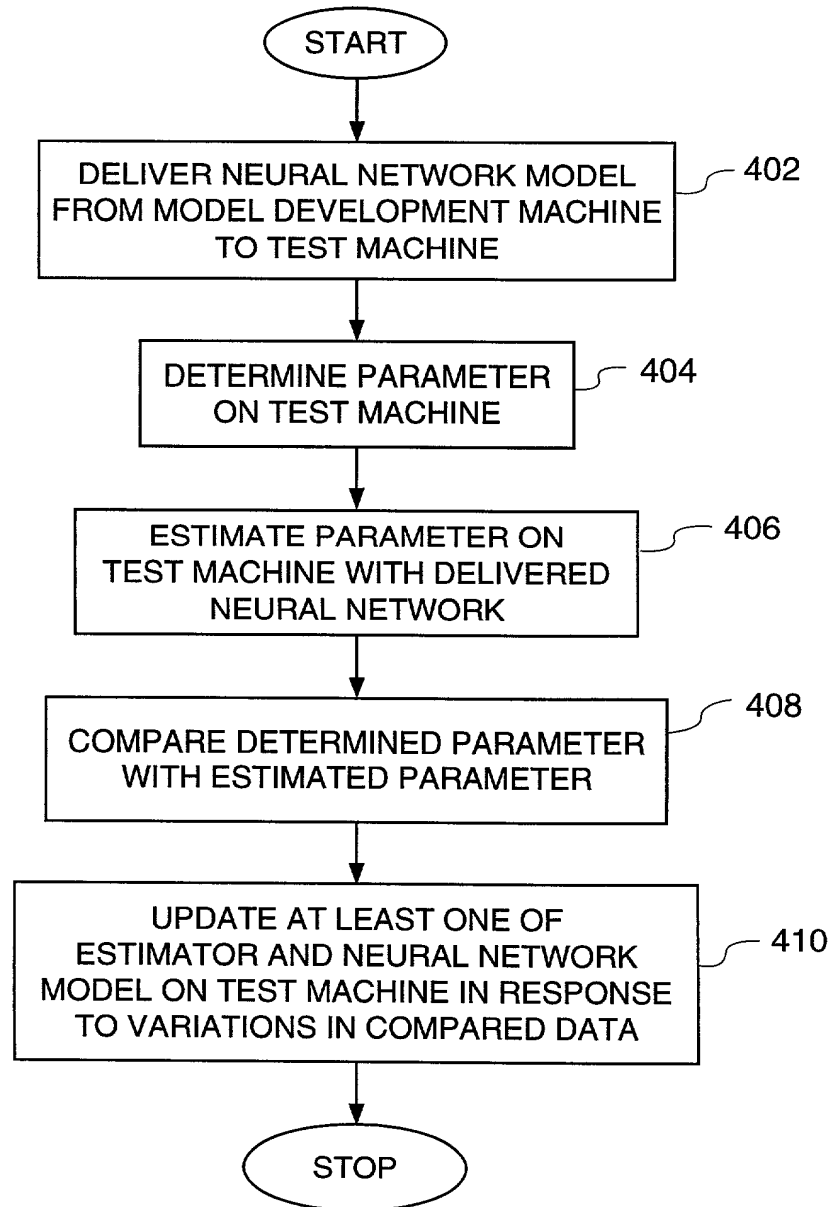 START
DELIVER NEURAL NETWORK MODEL
FROM MODEL DEVELOPMENT MACHINE
TO TEST MACHINE
402
DETERMINE PARAMETER
ON TEST MACHINE
404
ESTIMATE PARAMETER ON
TEST MACHINE WITH DELIVERED
NEURAL NETWORK
406
COMPARE DETERMINED PARAMETER
WITH ESTIMATED PARAMETER
408
UPDATE AT LEAST ONE OF
ESTIMATOR AND NEURAL NETWORK
MODEL ON TEST MACHINE IN RESPONSE
TO VARIATIONS IN COMPARED DATA
410
STOP